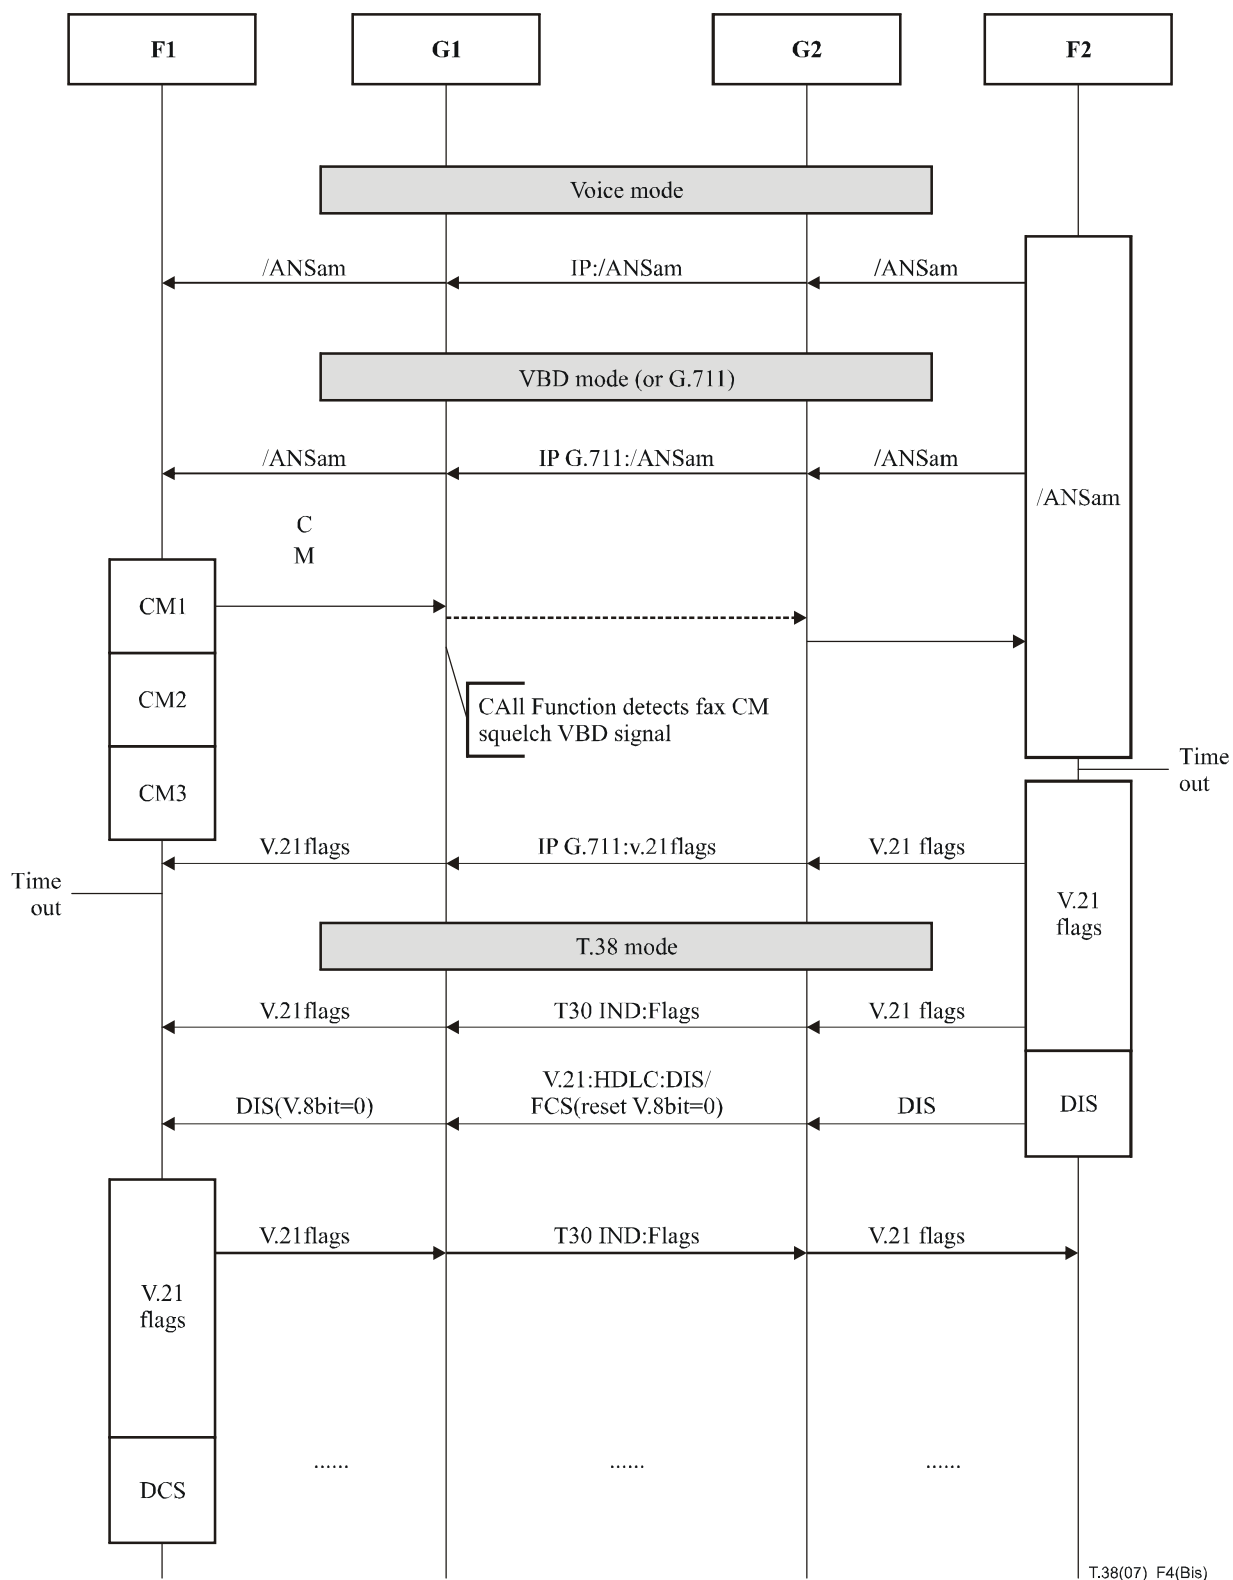 F1
G1
G2
F2
Voice mode
/ANSam
IP:/ANSam
/ANSam
VBD mode (or G.711)
/ANSam
IP G.711:/ANSam
/ANSam
/ANSam
C
M
CM1
CM2
CAll Function detects fax CM
squelch VBD signal
Time
out
CM3
V.21flags
IP G.711:v.21flags
V.21 flags
Time
out
V.21
flags
T.38 mode
V.21flags
T30 IND:Flags
V.21 flags
V.21:HDLC:DIS/
DIS(V.8bit=0)
FCS(reset V.8bit=0)
DIS
DIS
V.21flags
T30 IND:Flags
V.21 flags
V.21
flags
DCS
......
......
......
T.38(07)_F4(Bis)